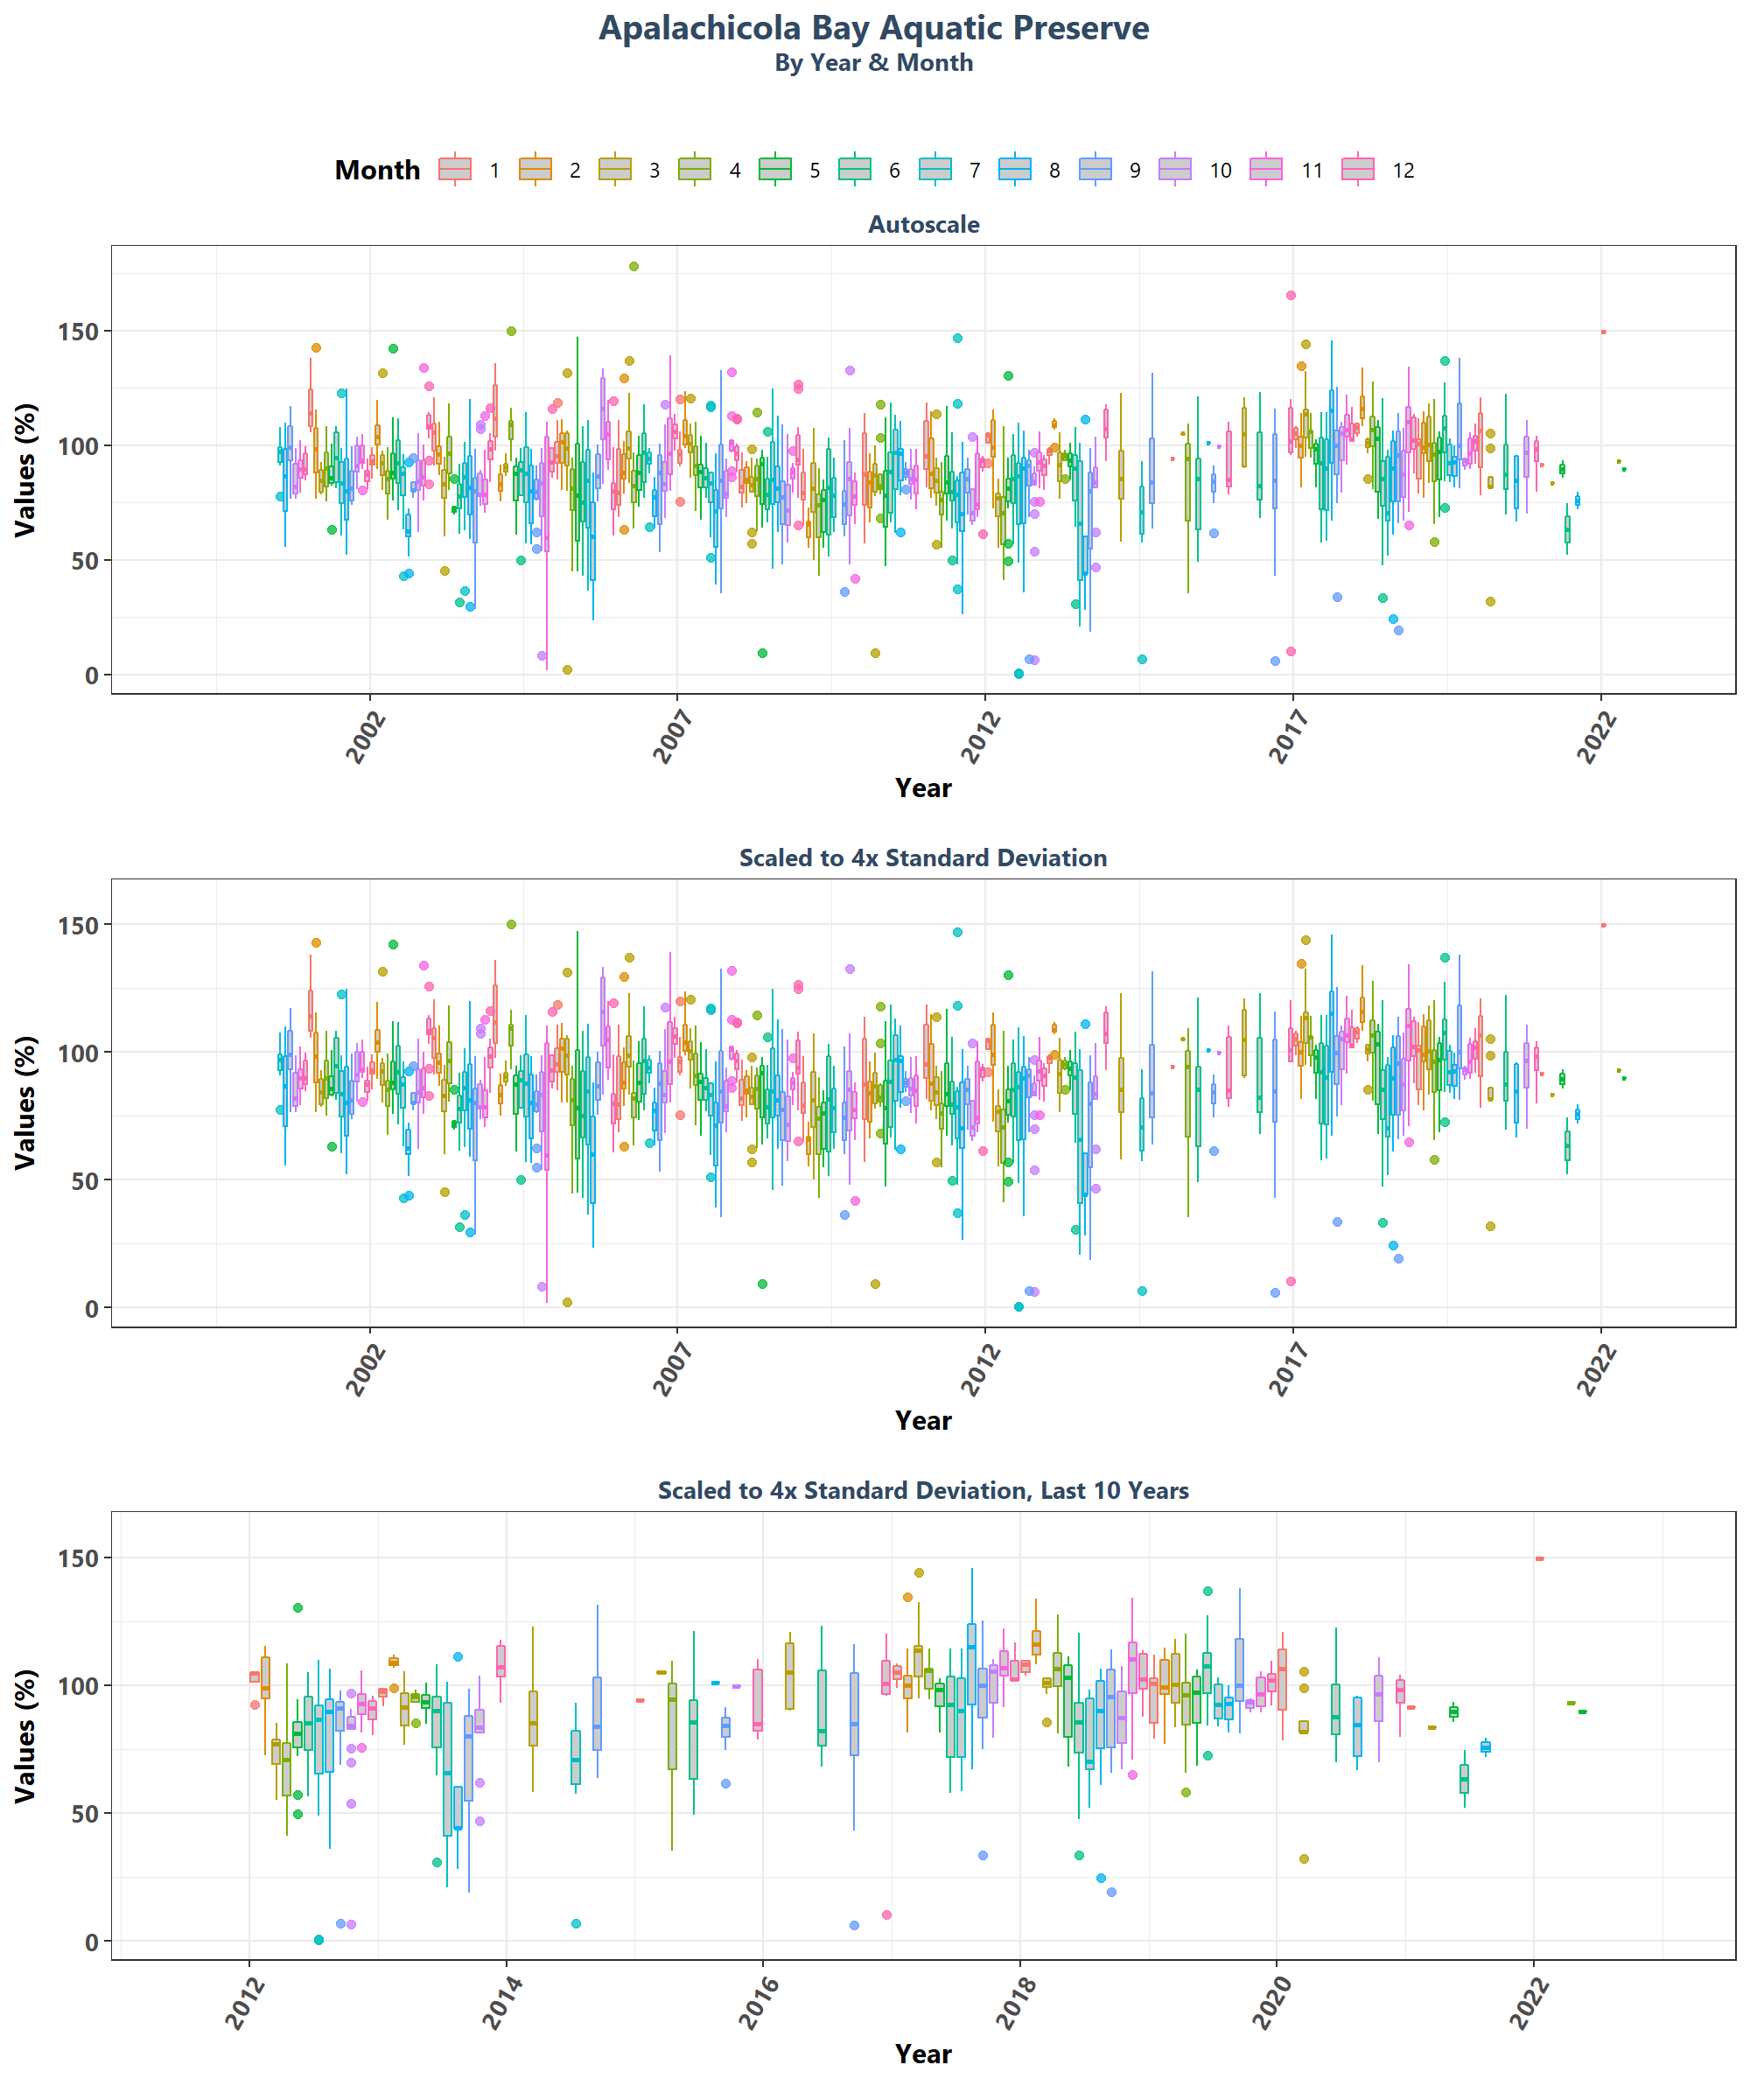 Apalachicola Bay Aquatic Preserve
By Year & Month
Month 1 2 3 4 5 6 7 8 9 10 11 12
Autoscale
Values (%)
150
100
50
0
2002 2007 2012 2017 2022
Year
Scaled to 4x Standard Deviation
Values (%)
150
100
50
0
2002 2007 2012 2017 2022
Year
Scaled to 4x Standard Deviation, Last 10 Years
Values (%)
150
100
50
0
2012 2014 2016 2018 2020 2022
Year